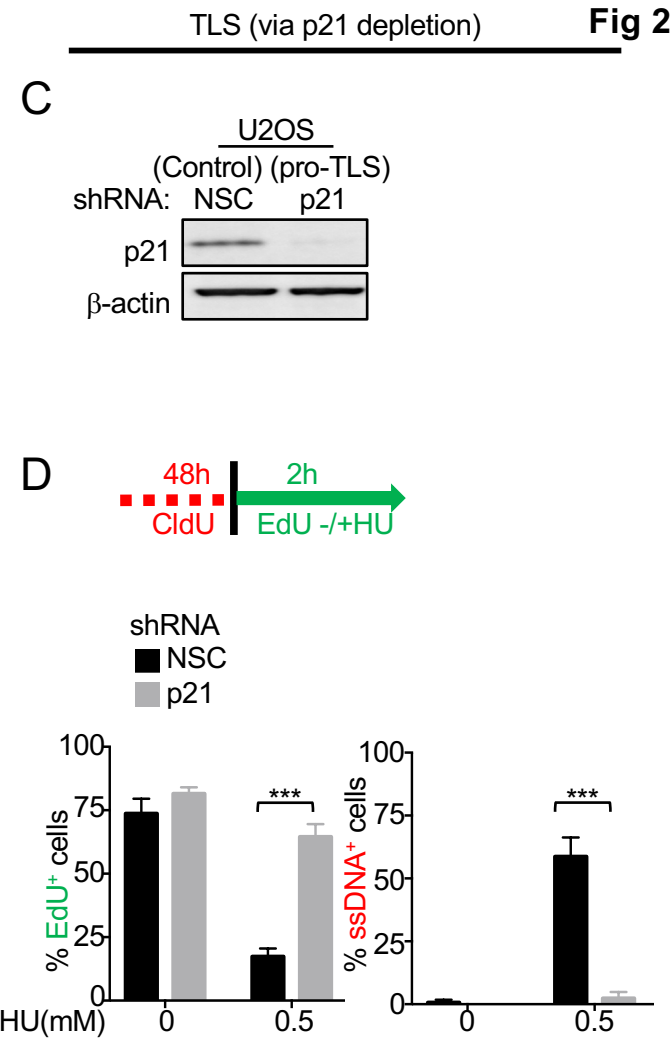 TLS (via p21 depletion) Fig 2
C
U2OS
(Control) (pro-TLS)
shRNA: NSC p21
p21
β-actin
D
48h 2h
CldU EdU -/+HU
shRNA
NSC
p21
% EdU⁺ cells
100
75
50
25
0
***
HU(mM) 0 0.5
% ssDNA⁺ cells
100
75
50
25
0
***
0 0.5